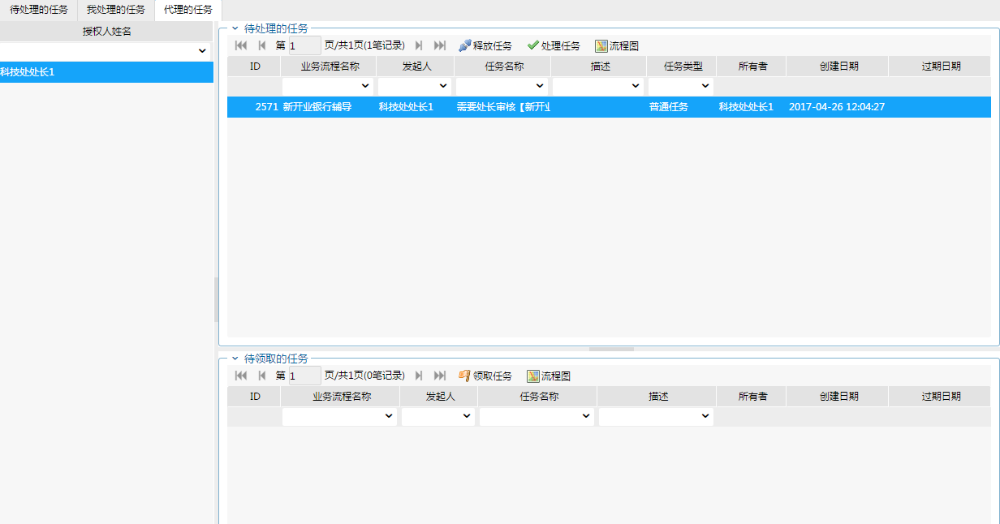 待处理的任务 我处理的任务 代理的任务
授权人姓名
科技处处长1
待处理的任务
第 1 页/共1页(1笔记录) 释放任务 处理任务 流程图
ID 业务流程名称 发起人 任务名称 描述 任务类型 所有者 创建日期 过期日期
2571 新开业银行辅导 科技处处长1 需要处长审核【新开业 普通任务 科技处处长1 2017-04-26 12:04:27
待领取的任务
第 1 页/共1页(0笔记录) 领取任务 流程图
ID 业务流程名称 发起人 任务名称 描述 所有者 创建日期 过期日期